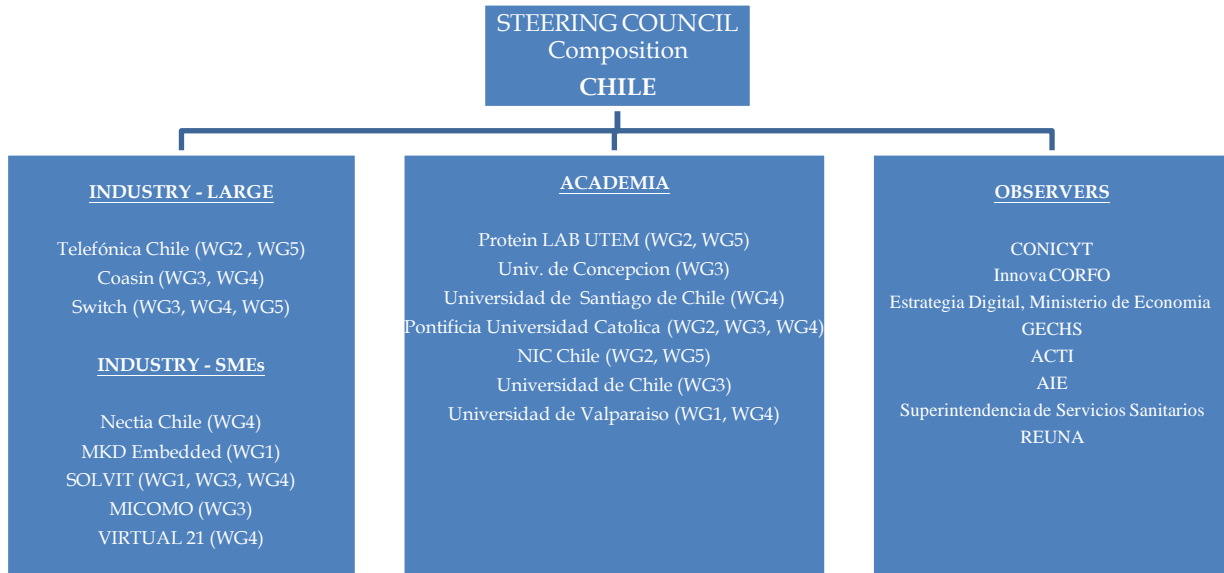 STEERING COUNCIL
Composition
CHILE
INDUSTRY - LARGE
Telefónica Chile (WG2 , WG5)
Coasin (WG3, WG4)
Switch (WG3, WG4, WG5)
INDUSTRY - SMEs
Nectia Chile (WG4)
MKD Embedded (WG1)
SOLVIT (WG1, WG3, WG4)
MICOMO (WG3)
VIRTUAL 21 (WG4)
ACADEMIA
Protein LAB UTEM (WG2, WG5)
Univ. de Concepcion (WG3)
Universidad de Santiago de Chile (WG4)
Pontificia Universidad Catolica (WG2, WG3, WG4)
NIC Chile (WG2, WG5)
Universidad de Chile (WG3)
Universidad de Valparaiso (WG1, WG4)
OBSERVERS
CONICYT
Innova CORFO
Estrategia Digital, Ministerio de Economia
GECHS
ACTI
AIE
Superintendencia de Servicios Sanitarios
REUNA